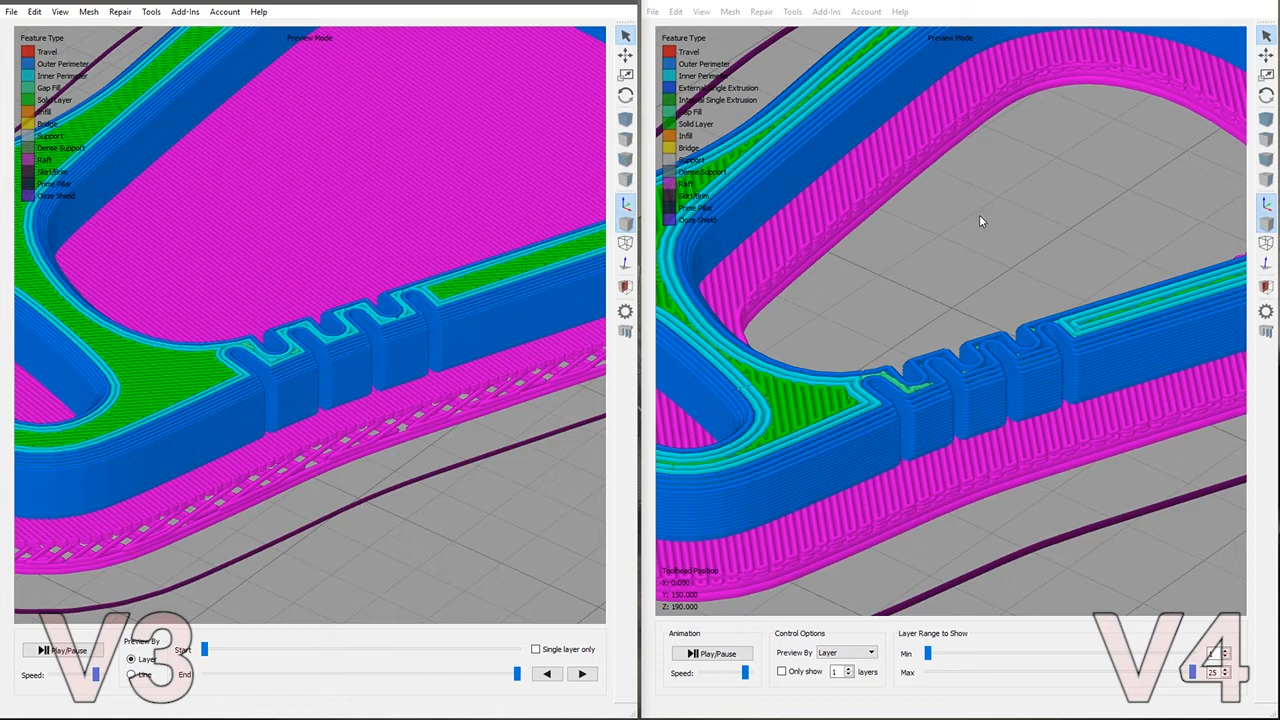 File Edit View Mesh Repair Tools Add-Ins Account Help
Feature Type
Preview Mode
Travel
Outer Perimeter
Inner Perimeter
Gap Fill
Solid Layer
Infill
Bridge
Support
Dense Support
Raft
Skirt/Brim
Prime Pillar
Ooze Shield
Play/Pause
Speed:
Preview By
Layer
Line
Start
End
Single layer only
V3
File Edit View Mesh Repair Tools Add-Ins Account Help
Feature Type
Preview Mode
Travel
Outer Perimeter
Inner Perimeter
External Single Extrusion
Internal Single Extrusion
Gap Fill
Solid Layer
Infill
Bridge
Support
Dense Support
Raft
Skirt/Brim
Prime Pillar
Ooze Shield
Toolhead Position
X: 0.000
Y: 150.000
Z: 190.000
Animation
Play/Pause
Speed:
Control Options
Preview By Layer
Only show 1 layers
Layer Range to Show
Min
Max 25
V4